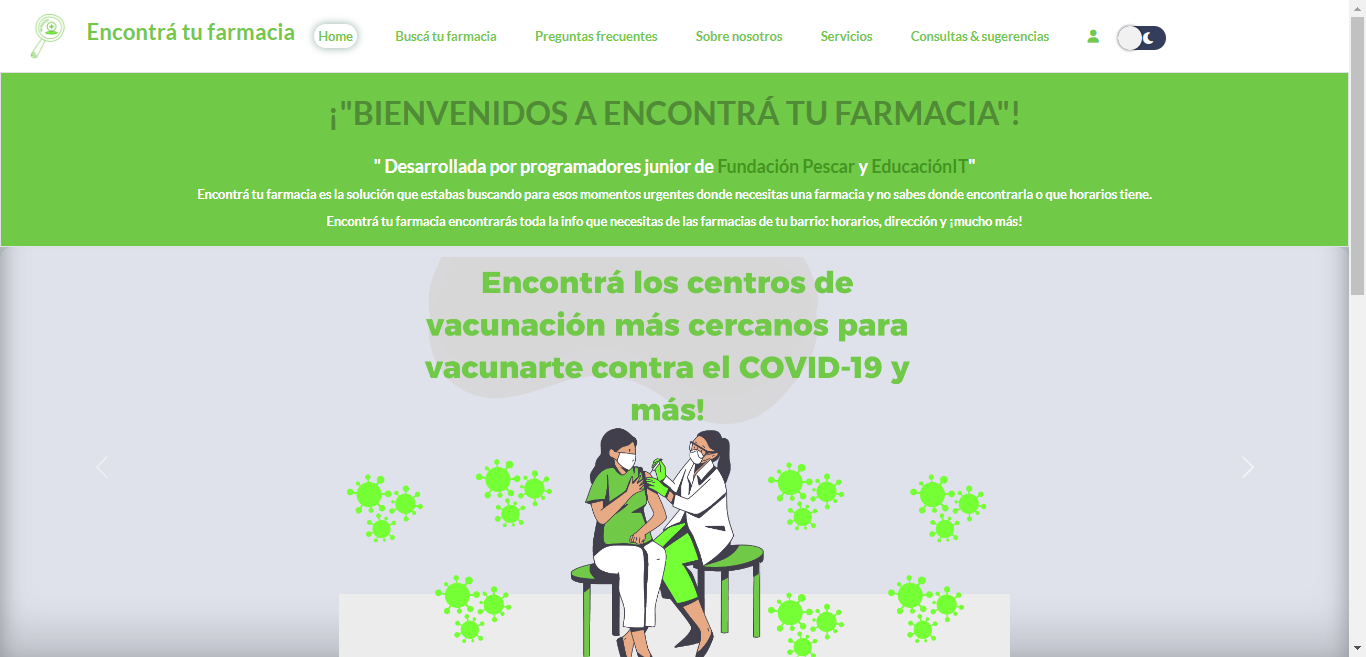 Encontrá tu farmacia
Home
Buscá tu farmacia
Preguntas frecuentes
Sobre nosotros
Servicios
Consultas & sugerencias
¡"BIENVENIDOS A ENCONTRÁ TU FARMACIA"!
" Desarrollada por programadores junior de Fundación Pescar y EducaciónIT"
Encontrá tu farmacia es la solución que estabas buscando para esos momentos urgentes donde necesitas una farmacia y no sabes donde encontrarla o que horarios tiene.
Encontrá tu farmacia encontrarás toda la info que necesitas de las farmacias de tu barrio: horarios, dirección y ¡mucho más!
Encontrá los centros de
vacunación más cercanos para
vacunarte contra el COVID-19 y
más!